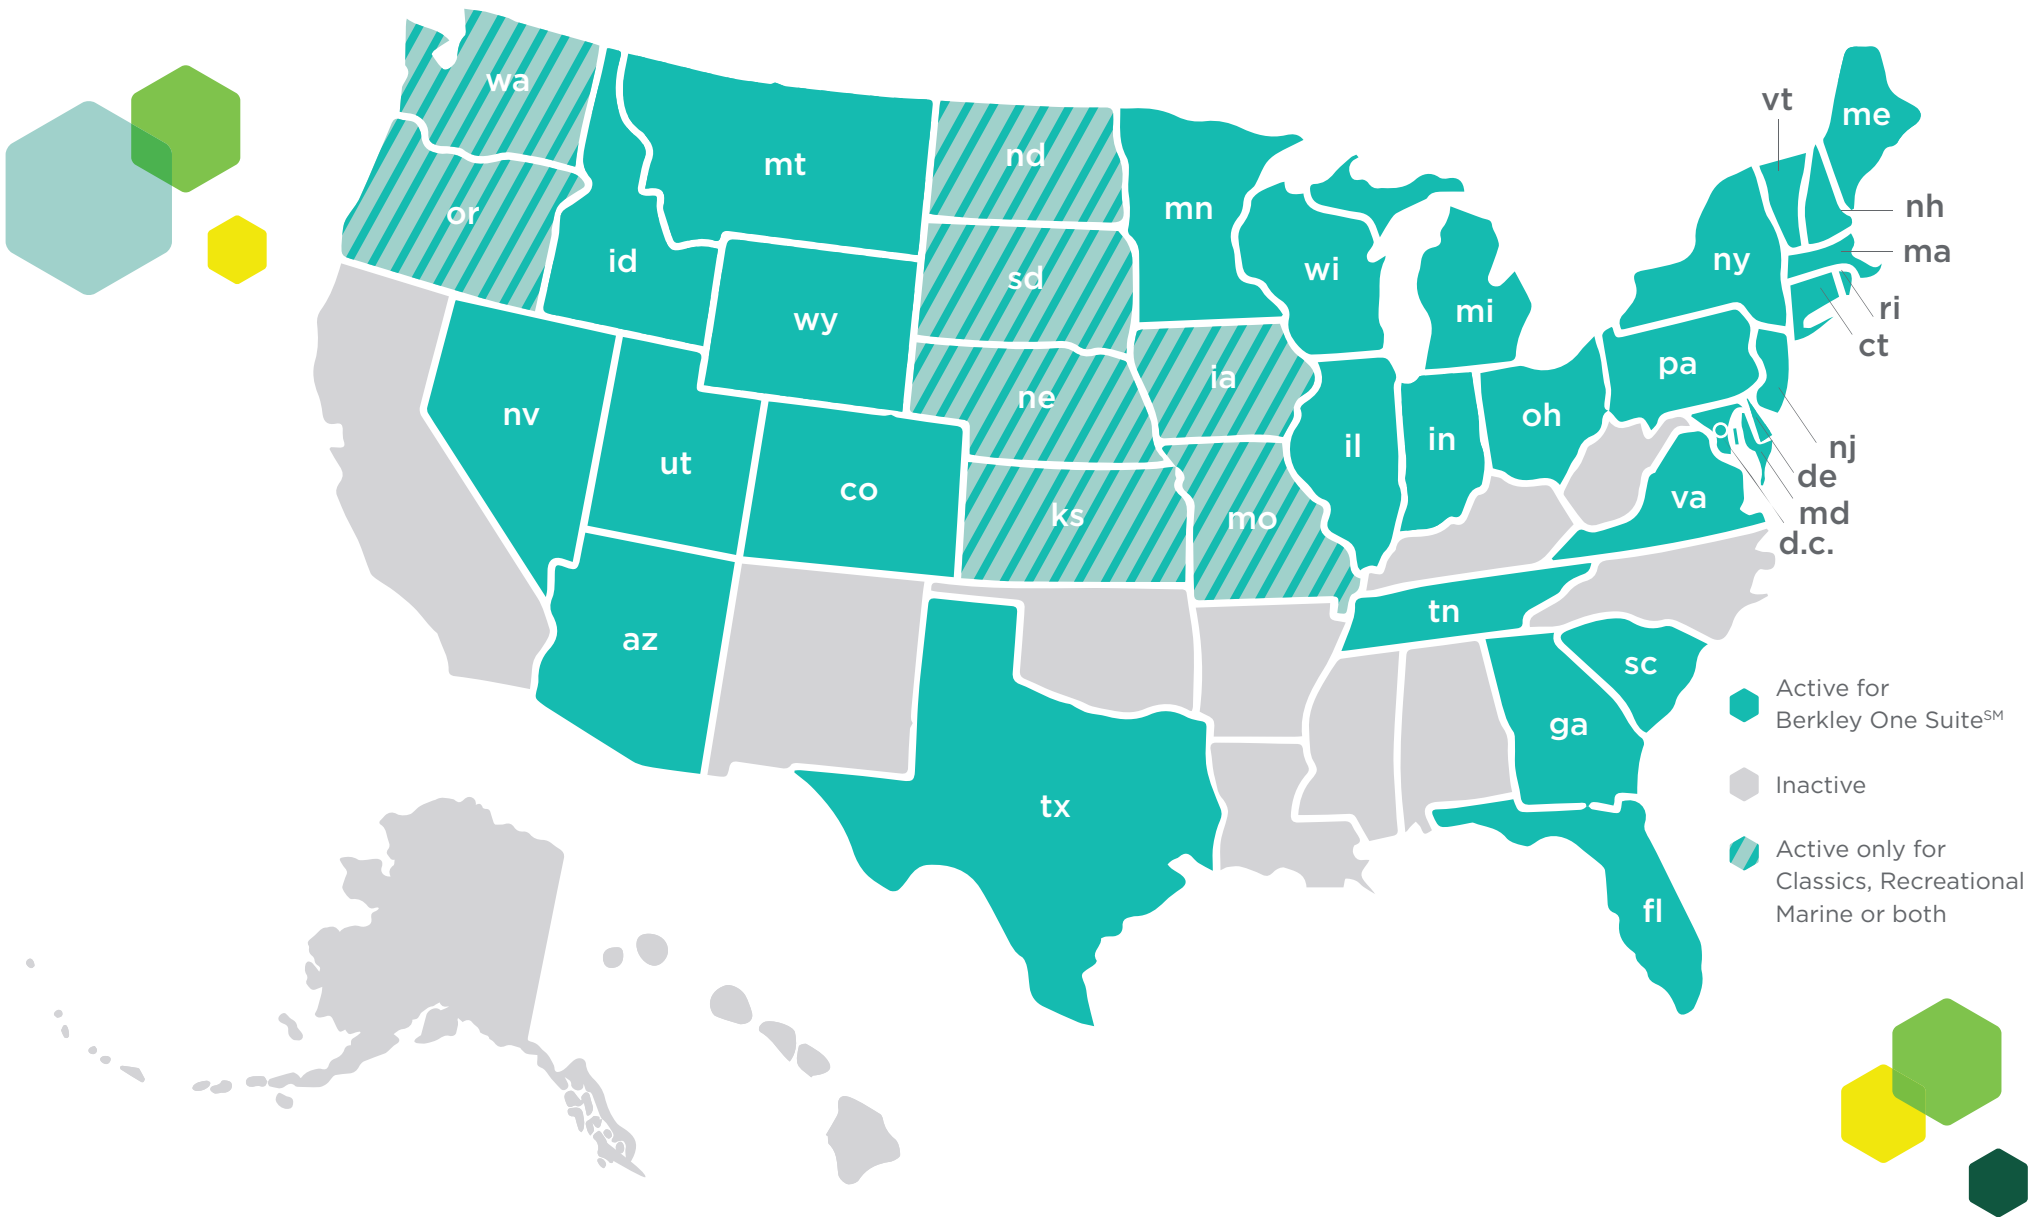 wa
vt
me
mt
nd
mn
or
nh
id
sd
wi
ny
ma
wy
mi
ri
ct
ne
ia
pa
nv
oh
ut
il
in
nj
co
de
va
ks
mo
md
d.c.
az
tn
sc
ga
tx
fl
Active for
Berkley One Suite℠
Inactive
Active only for
Classics, Recreational
Marine or both